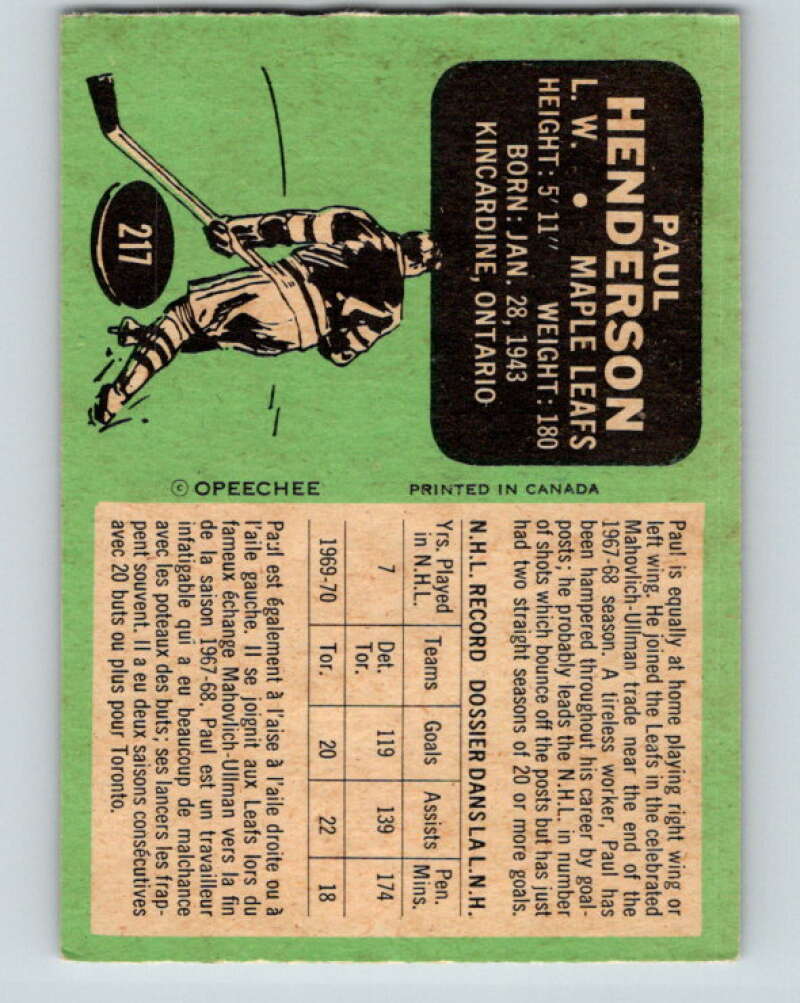 PAUL
HENDERSON
L. W. • MAPLE LEAFS
HEIGHT: 5'11" WEIGHT: 180
BORN: JAN. 28, 1943
KINCARDINE, ONTARIO
217
© OPEECHEE PRINTED IN CANADA
Paul is equally at home playing right wing or
left wing. He joined the Leafs in the celebrated
Mahovlich-Ullman trade near the end of the
1967-68 season. A tireless worker, Paul has
been hampered throughout his career by goal-
posts; he probably leads the N.H.L. in number
of shots which bounce off the posts but has just
had two straight seasons of 20 or more goals.
N.H.L. RECORD DOSSIER DANS LA L.N.H.
Yrs. Played Teams Goals Assists Pen.
in N.H.L. Mins.
7 Det. 119 139 174
Tor.
1969-70 Tor. 20 22 18
Paul est également à l'aise à l'aile droite ou à
l'aile gauche. Il se joignit aux Leafs lors du
fameux échange Mahovlich-Ullman vers la fin
de la saison 1967-68. Paul est un travailleur
infatigable qui a eu beaucoup de malchance
avec les poteaux des buts; ses lancers les frap-
pent souvent. Il a eu deux saisons consécutives
avec 20 buts ou plus pour Toronto.